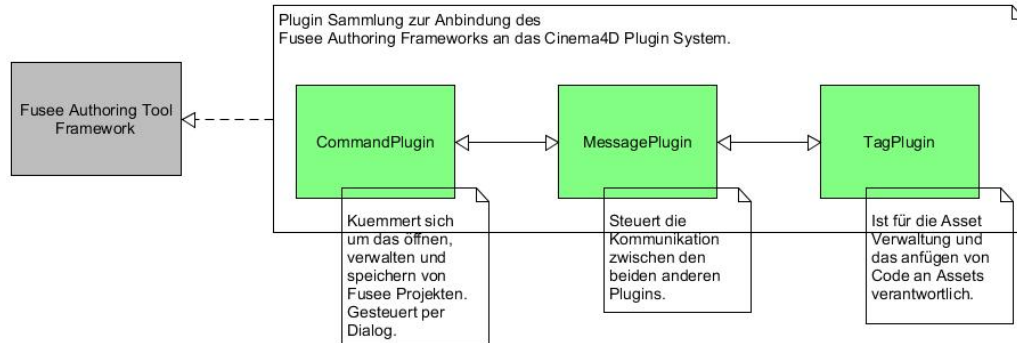 Plugin Sammlung zur Anbindung des
Fusee Authoring Frameworks an das Cinema4D Plugin System.
Fusee Authoring Tool
Framework
CommandPlugin
MessagePlugin
TagPlugin
Kuemmert sich
um das öffnen,
verwalten und
speichern von
Fusee Projekten.
Gesteuert per
Dialog.
Steuert die
Kommunikation
zwischen den
beiden anderen
Plugins.
Ist für die Asset
Verwaltung und
das anfügen von
Code an Assets
verantwortlich.